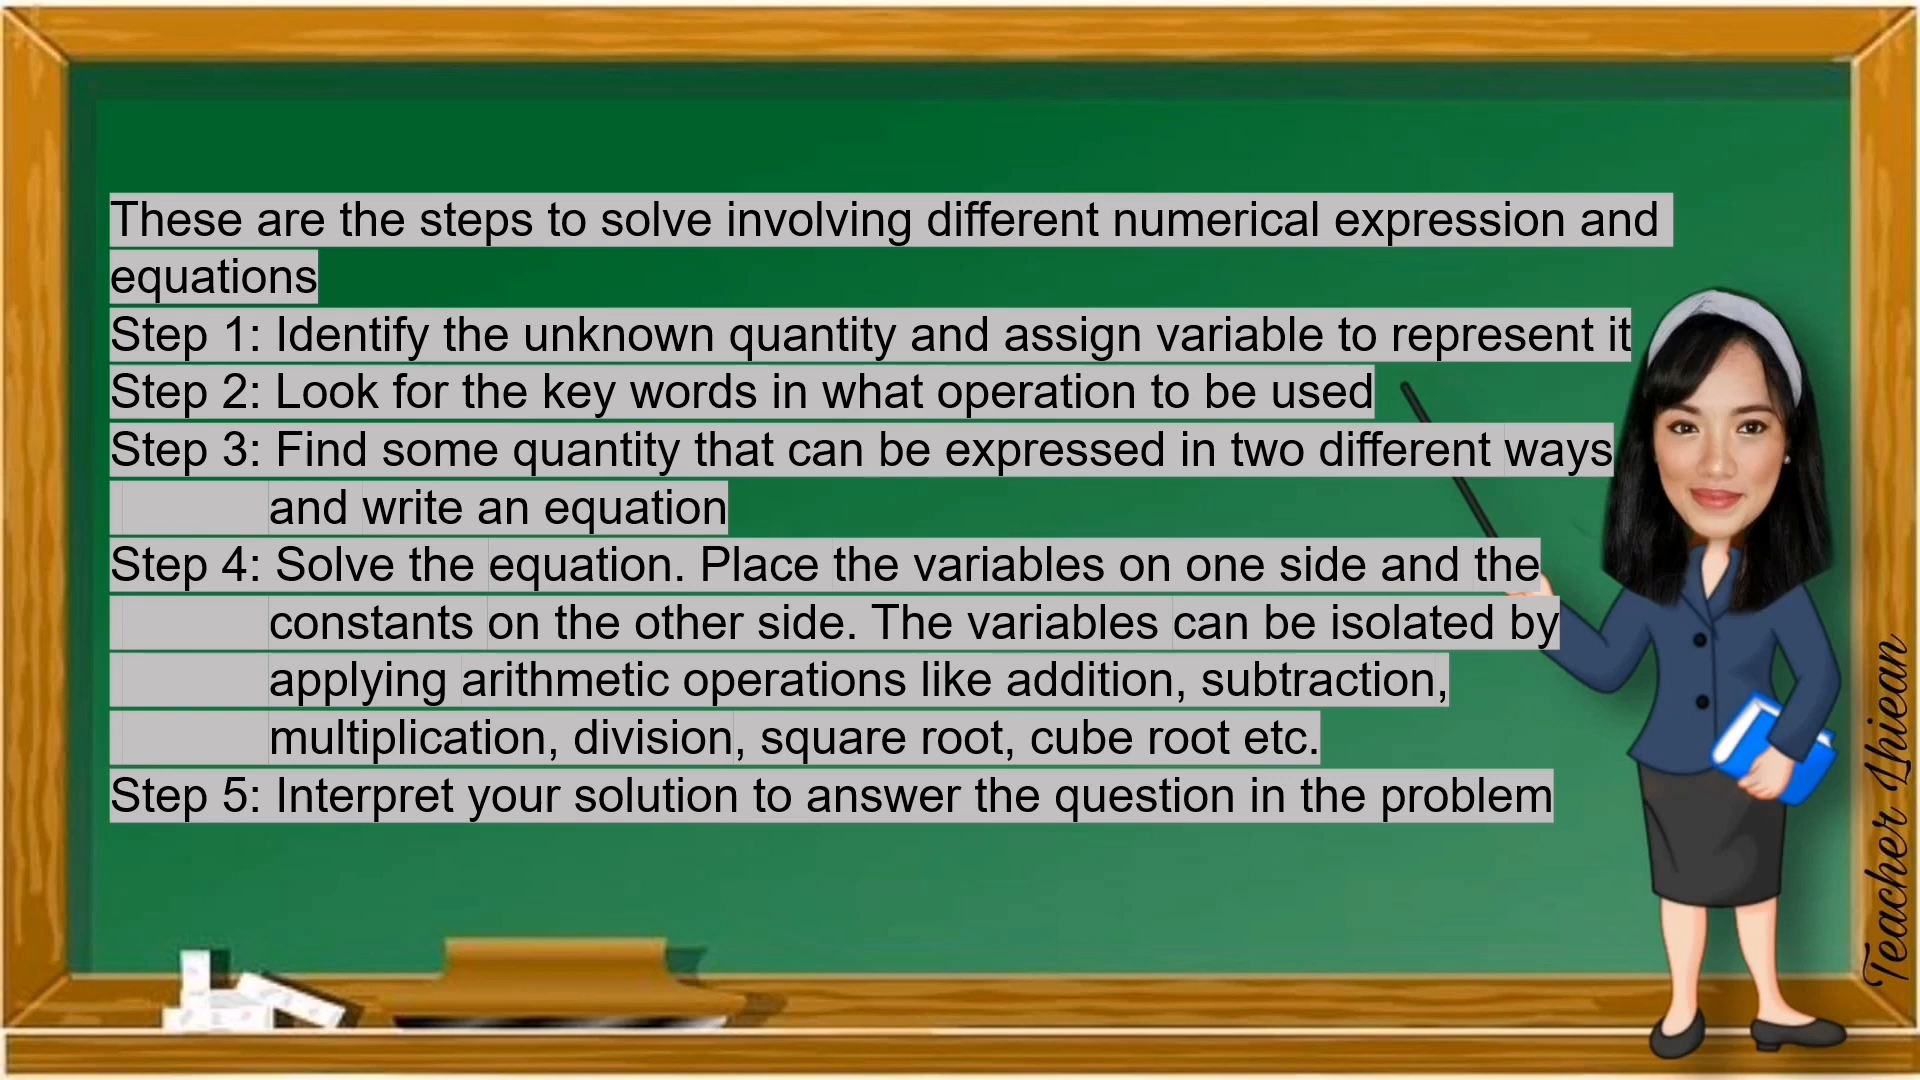 These are the steps to solve involving different numerical expression and
equations
Step 1: Identify the unknown quantity and assign variable to represent it
Step 2: Look for the key words in what operation to be used
Step 3: Find some quantity that can be expressed in two different ways
and write an equation
Step 4: Solve the equation. Place the variables on one side and the
constants on the other side. The variables can be isolated by
applying arithmetic operations like addition, subtraction,
multiplication, division, square root, cube root etc.
Step 5: Interpret your solution to answer the question in the problem
Teacher Lhiean